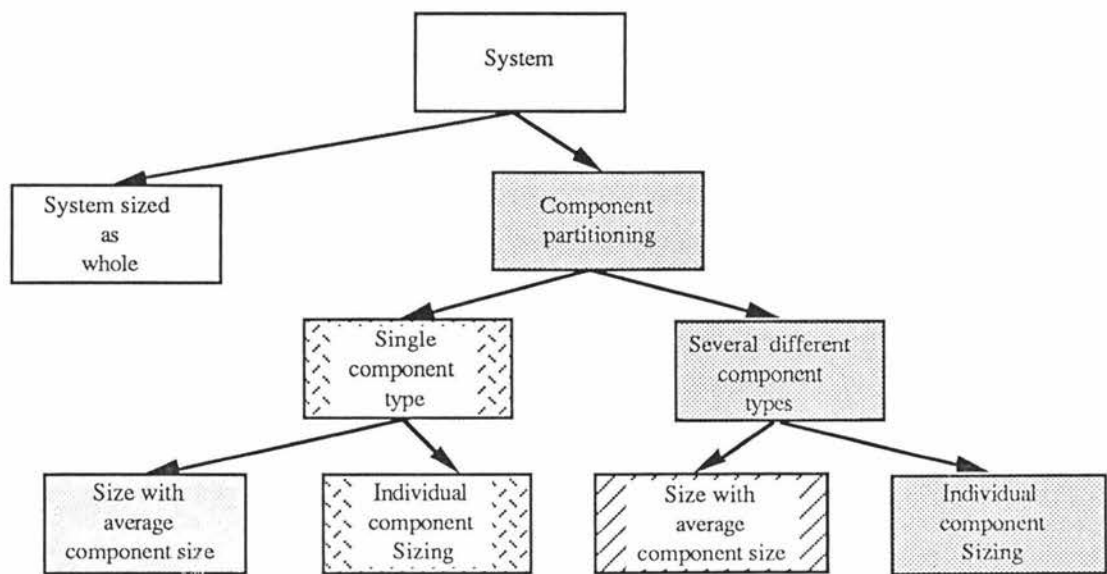 System
System sized
as
whole
Component
partitioning
Single
component
type
Several different
component
types
Size with
average
component size
Individual
component
Sizing
Size with
average
component size
Individual
component
Sizing